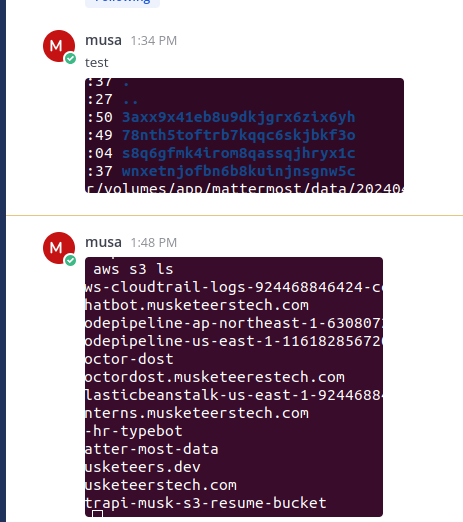 Following
musa 1:34 PM
test
:37 .
:27 ..
:50 3axx9x41eb8u9dkjgrx6zix6yh
:49 78nth5toftrb7kqqc6skjbkf3o
:04 s8q6gfmk4irom8qassqjhryx1c
:37 wnxetnjofbn6b8kuinjnsgnw5c
r/volumes/app/mattermost/data/202404
musa 1:48 PM
aws s3 ls
ws-cloudtrail-logs-924468846424-c
hatbot.musketeerstech.com
odepipeline-ap-northeast-1-630807
odepipeline-us-east-1-11618285672
octor-dost
octordost.musketeerestech.com
lasticbeanstalk-us-east-1-9244688
nterns.musketeerstech.com
-hr-typebot
atter-most-data
usketeers.dev
usketeerstech.com
trapi-musk-s3-resume-bucket